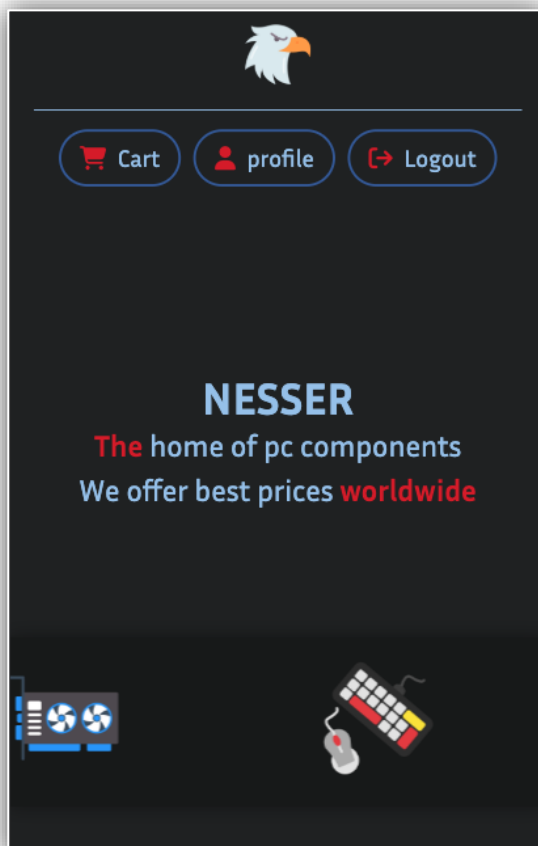 Cart profile Logout
NESSER
The home of pc components
We offer best prices worldwide